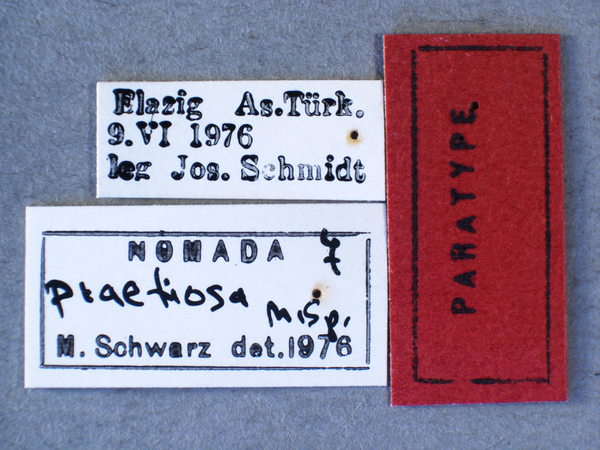 Elazig As.Türk.
9.VI 1976
leg Jos. Schmidt
NOMADA
praetiosa n.sp.
M. Schwarz det.1976
PARATYPE